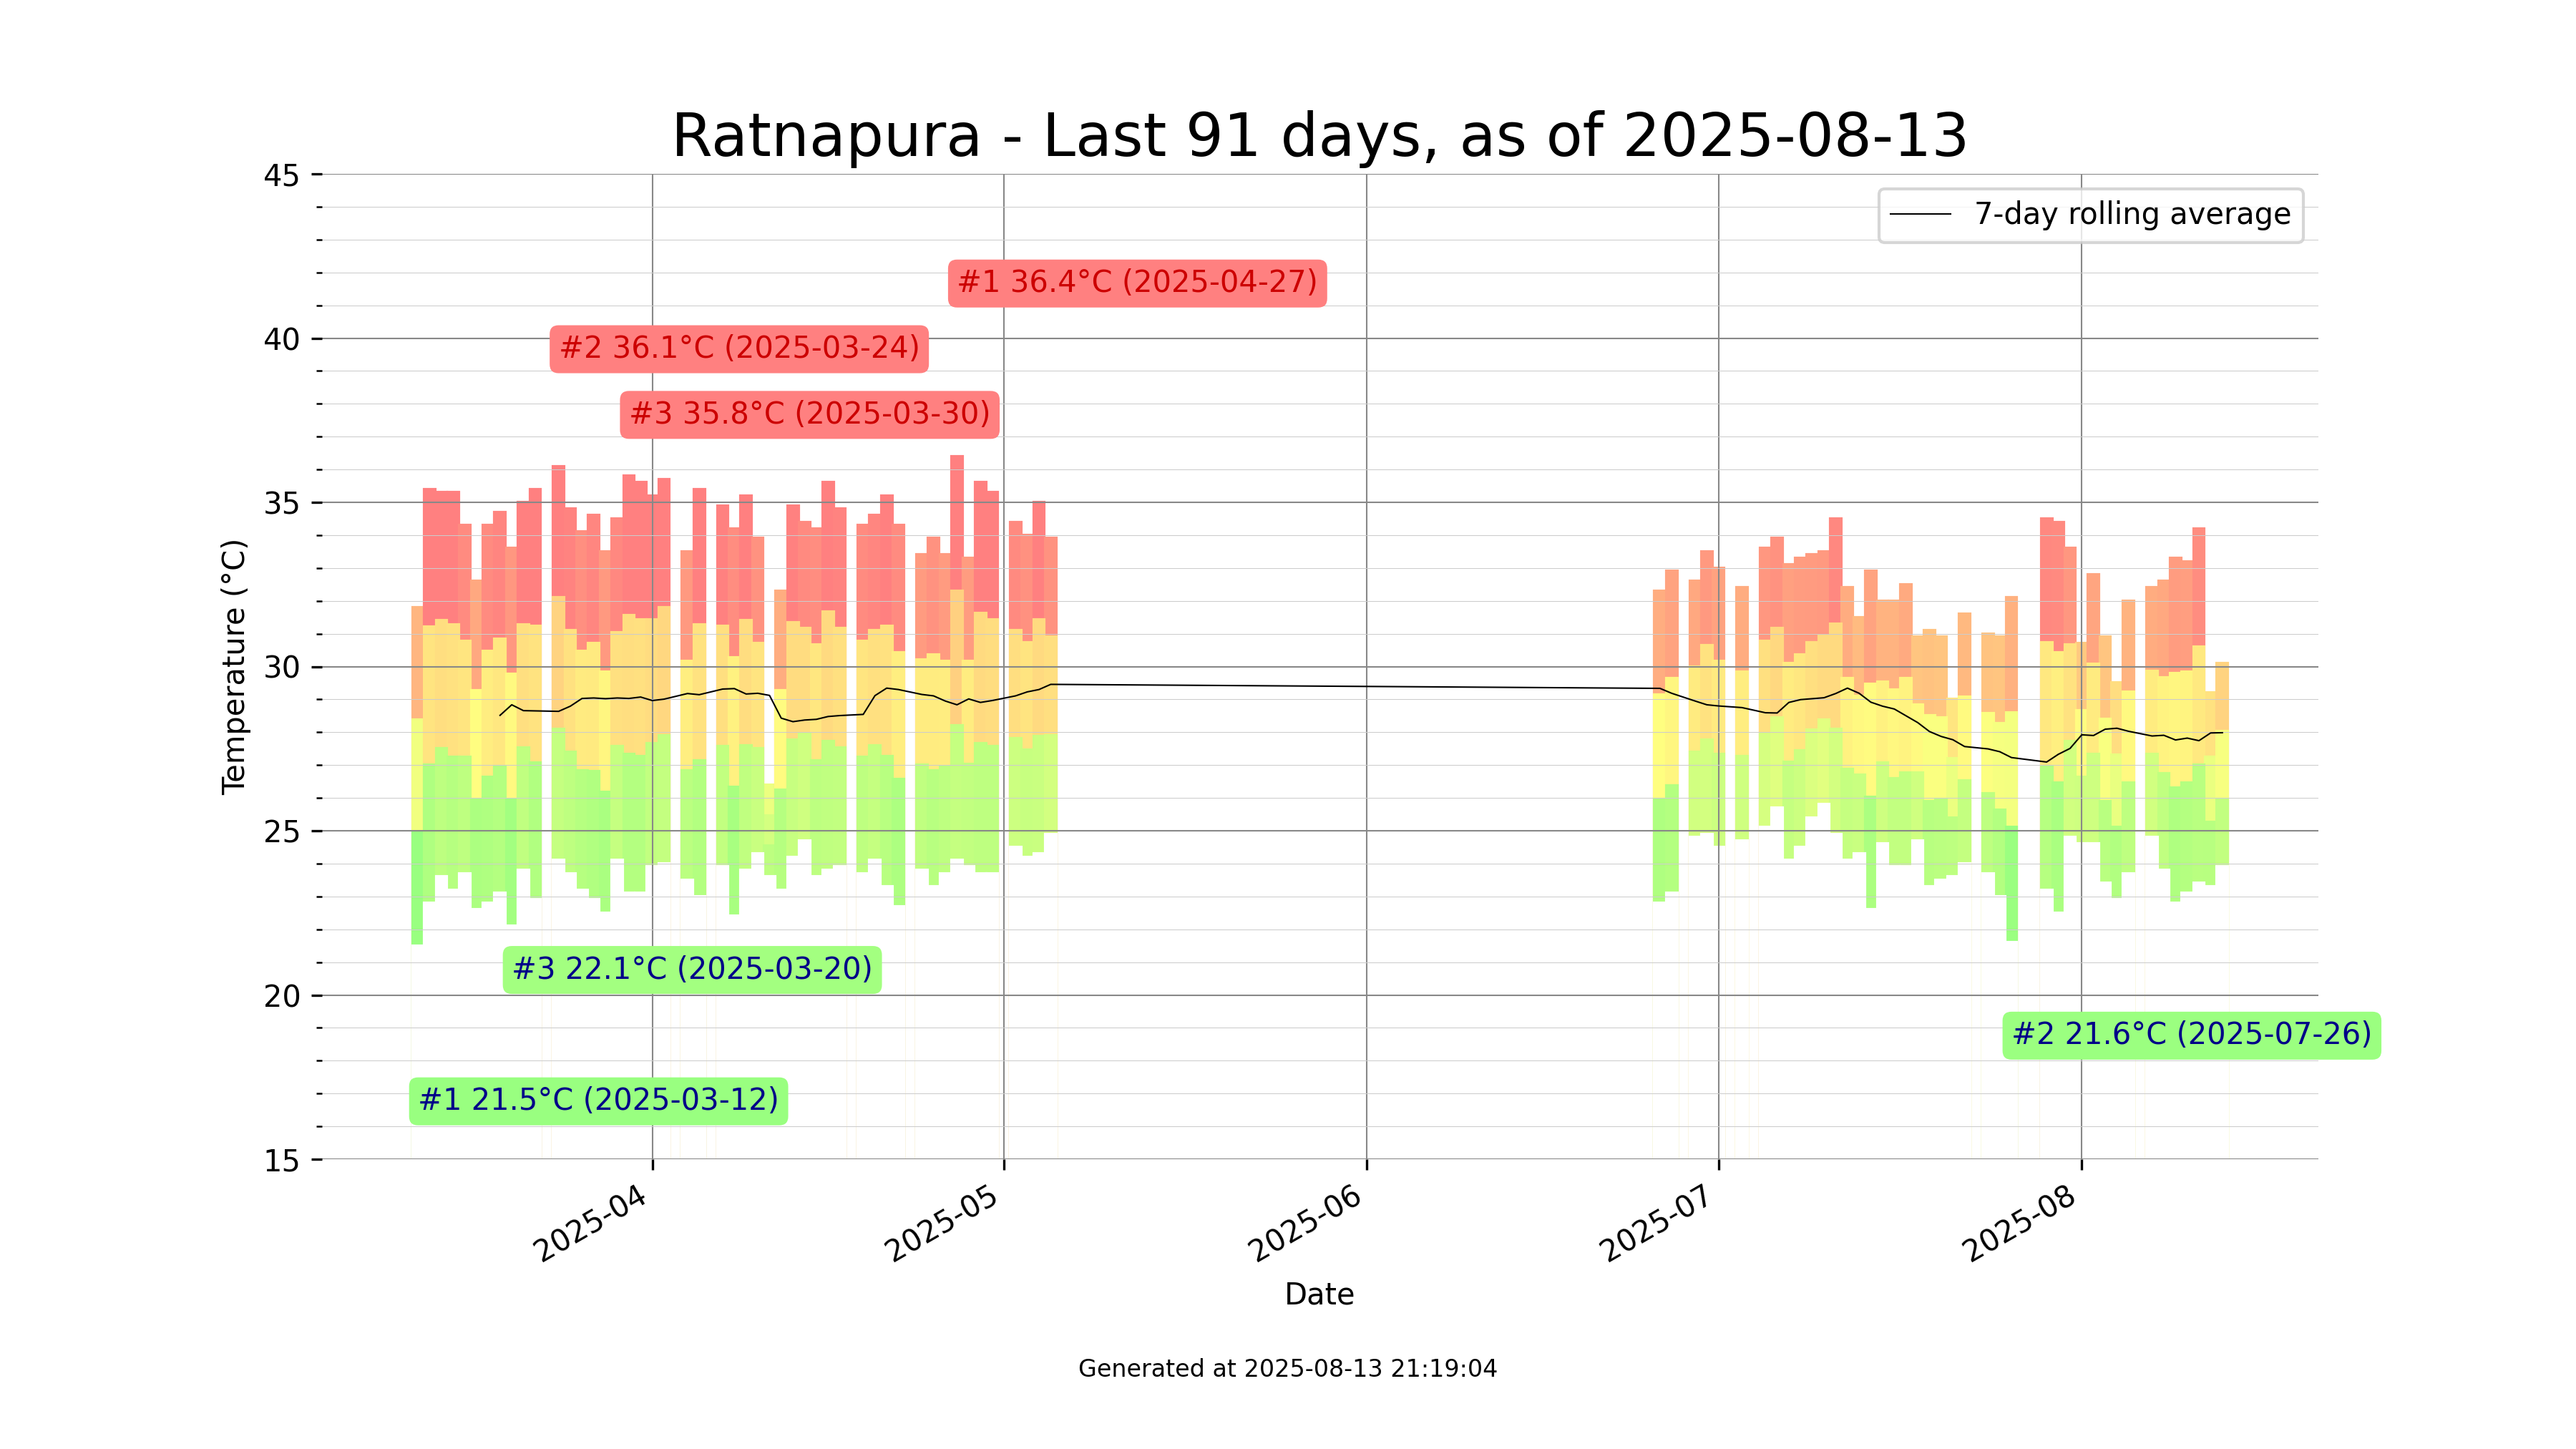 Ratnapura - Last 91 days, as of 2025-08-13
45
7-day rolling average
#1 36.4°C (2025-04-27)
40
#2 36.1°C (2025-03-24)
#3 35.8°C (2025-03-30)
35
30
25
20
15
Temperature (°C)
#3 22.1°C (2025-03-20)
#2 21.6°C (2025-07-26)
#1 21.5°C (2025-03-12)
2025-04
2025-05
2025-06
2025-07
2025-08
Date
Generated at 2025-08-13 21:19:04